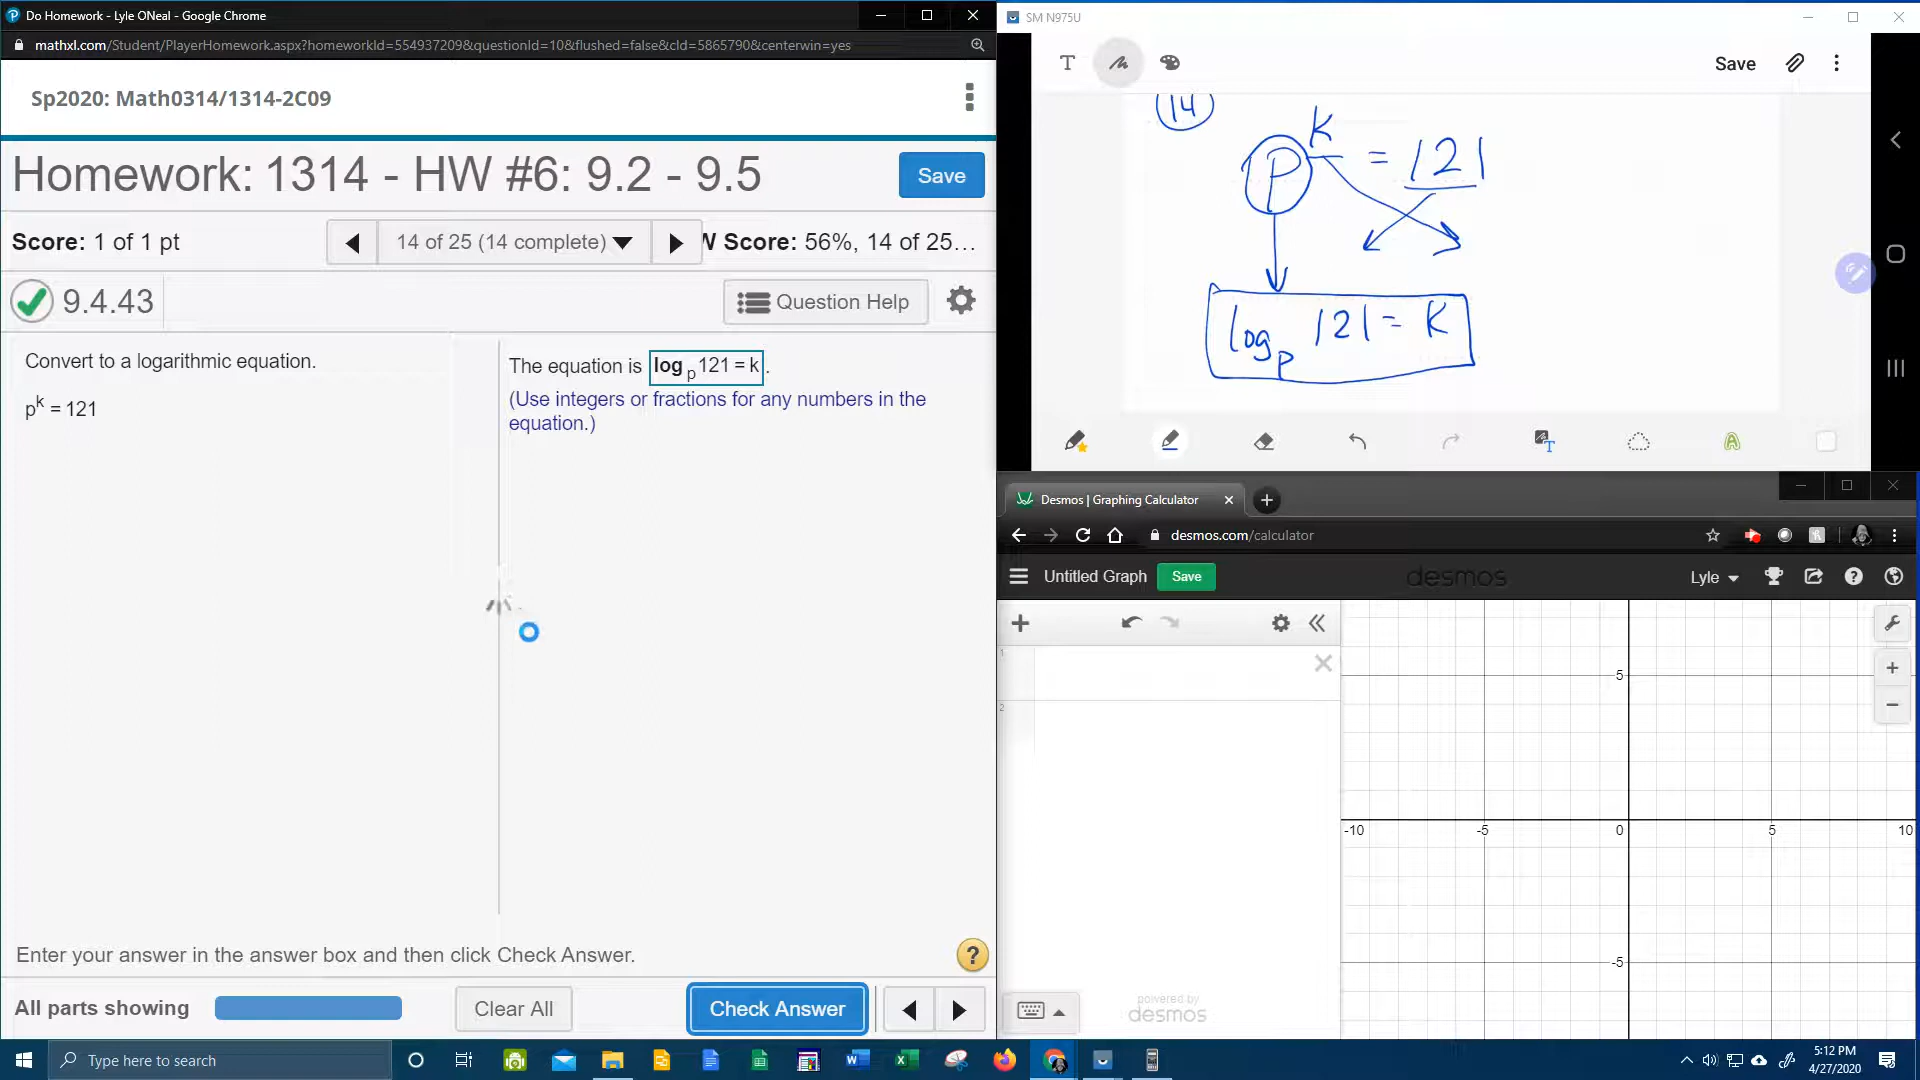 Do Homework - Lyle ONeal - Google Chrome
mathxl.com/Student/PlayerHomework.aspx?homeworkId=554937209&questionId=10&flushed=false&cId=5865790&centerwin=yes
Sp2020: Math0314/1314-2C09
Homework: 1314 - HW #6: 9.2 - 9.5
Save
Score: 1 of 1 pt
14 of 25 (14 complete)
W Score: 56%, 14 of 25...
9.4.43
Question Help
Convert to a logarithmic equation.
p^k = 121
The equation is log_p 121 = k.
(Use integers or fractions for any numbers in the
equation.)
Enter your answer in the answer box and then click Check Answer.
?
All parts showing
Clear All
Check Answer
SM N975U
T
Save
14
P^k = 121
log_p 121 = k
T
A
Desmos | Graphing Calculator
desmos.com/calculator
Untitled Graph
Save
desmos
Lyle
1
2
5
-10
-5
0
5
10
-5
powered by
desmos
Type here to search
5:12 PM
4/27/2020